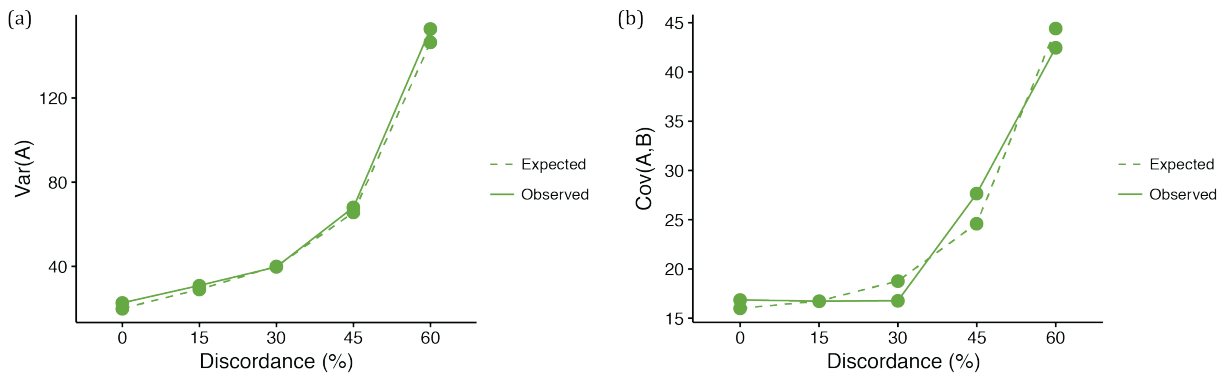 (a)
Var(A)
120
80
40
0 15 30 45 60
Discordance (%)
Expected
Observed
(b)
Cov(A,B)
45
40
35
30
25
20
15
0 15 30 45 60
Discordance (%)
Expected
Observed